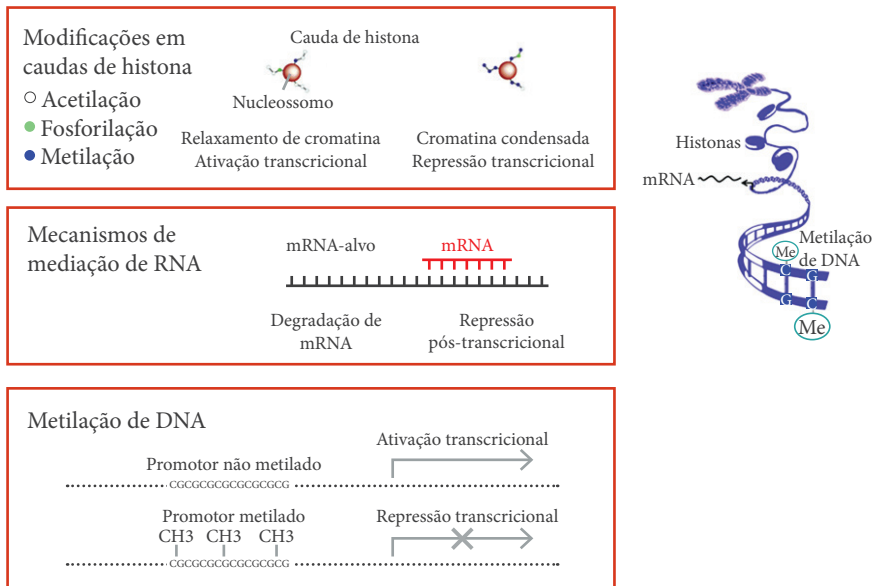 Modificações em
caudas de histona
Acetilação
Fosforilação
Metilação
Cauda de histona
Nucleossomo
Relaxamento de cromatina
Ativação transcricional
Cromatina condensada
Repressão transcricional
Mecanismos de
mediação de RNA
mRNA-alvo
mRNA
Degradação de
mRNA
Repressão
pós-transcricional
Metilação de DNA
Ativação transcricional
Promotor não metilado
CGCGCGCGCGCGCGCG
Promotor metilado
CH3 CH3 CH3
Repressão transcricional
CGCGCGCGCGCGCGCG
Histonas
mRNA
Metilação
de DNA
Me
C G
G C
Me